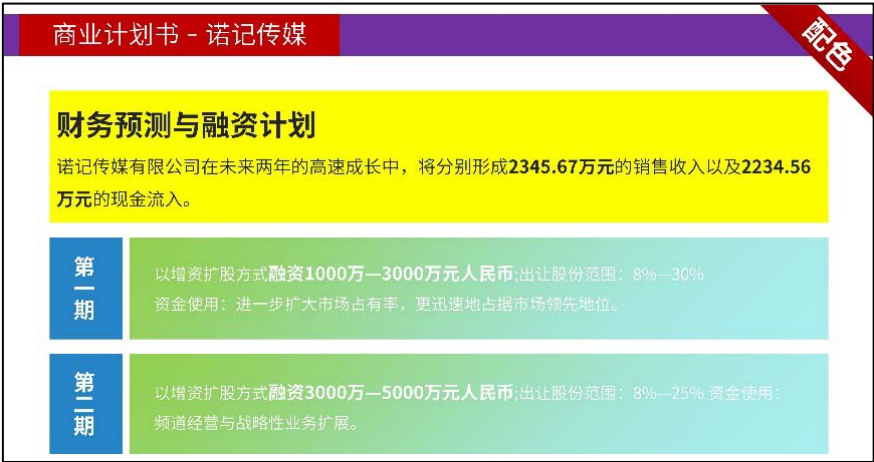 商业计划书 - 诺记传媒
配色
财务预测与融资计划
诺记传媒有限公司在未来两年的高速成长中，将分别形成2345.67万元的销售收入以及2234.56
万元的现金流入。
第一期
以增资扩股方式融资1000万—3000万元人民币;出让股份范围：8%—30%
资金使用：进一步扩大市场占有率，更迅速地占据市场领先地位。
第二期
以增资扩股方式融资3000万—5000万元人民币;出让股份范围：8%—25% 资金使用：
频道经营与战略性业务扩展。